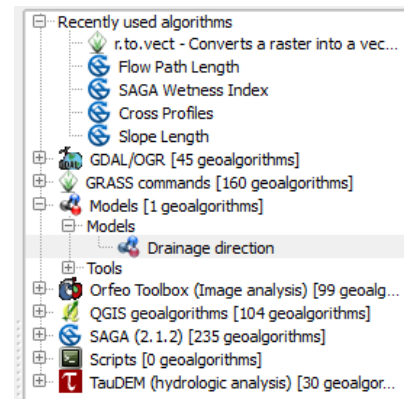 Recently used algorithms
r.to.vect - Converts a raster into a vec...
Flow Path Length
SAGA Wetness Index
Cross Profiles
Slope Length
GDAL/OGR [45 geoalgorithms]
GRASS commands [160 geoalgorithms]
Models [1 geoalgorithms]
Models
Drainage direction
Tools
Orfeo Toolbox (Image analysis) [99 geoalg...
QGIS geoalgorithms [104 geoalgorithms]
SAGA (2.1.2) [235 geoalgorithms]
Scripts [0 geoalgorithms]
TauDEM (hydrologic analysis) [30 geoalgor...